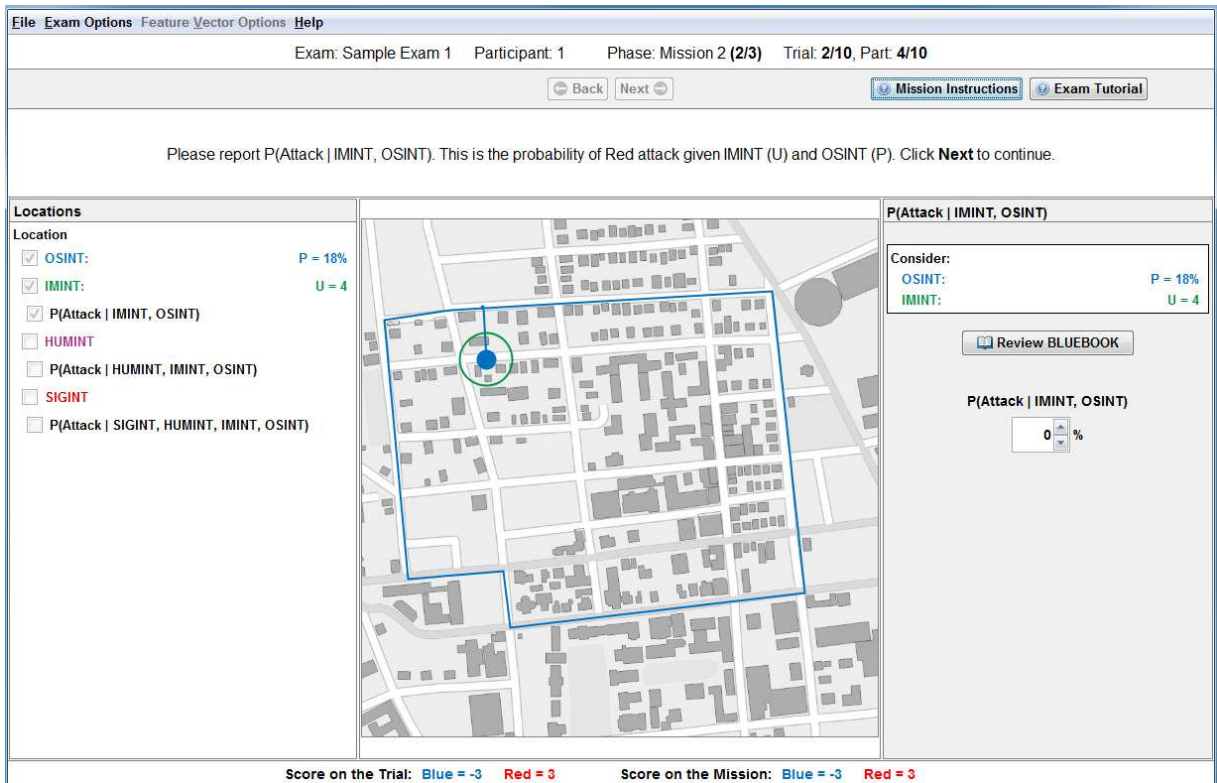 File Exam Options Feature Vector Options Help
Exam: Sample Exam 1 Participant: 1 Phase: Mission 2 (2/3) Trial: 2/10, Part: 4/10
Back Next Mission Instructions Exam Tutorial
Please report P(Attack | IMINT, OSINT). This is the probability of Red attack given IMINT (U) and OSINT (P). Click Next to continue.
Locations
Location
OSINT: P = 18%
IMINT: U = 4
P(Attack | IMINT, OSINT)
HUMINT
P(Attack | HUMINT, IMINT, OSINT)
SIGINT
P(Attack | SIGINT, HUMINT, IMINT, OSINT)
P(Attack | IMINT, OSINT)
Consider:
OSINT: P = 18%
IMINT: U = 4
Review BLUEBOOK
P(Attack | IMINT, OSINT)
0 %
Score on the Trial: Blue = -3 Red = 3 Score on the Mission: Blue = -3 Red = 3